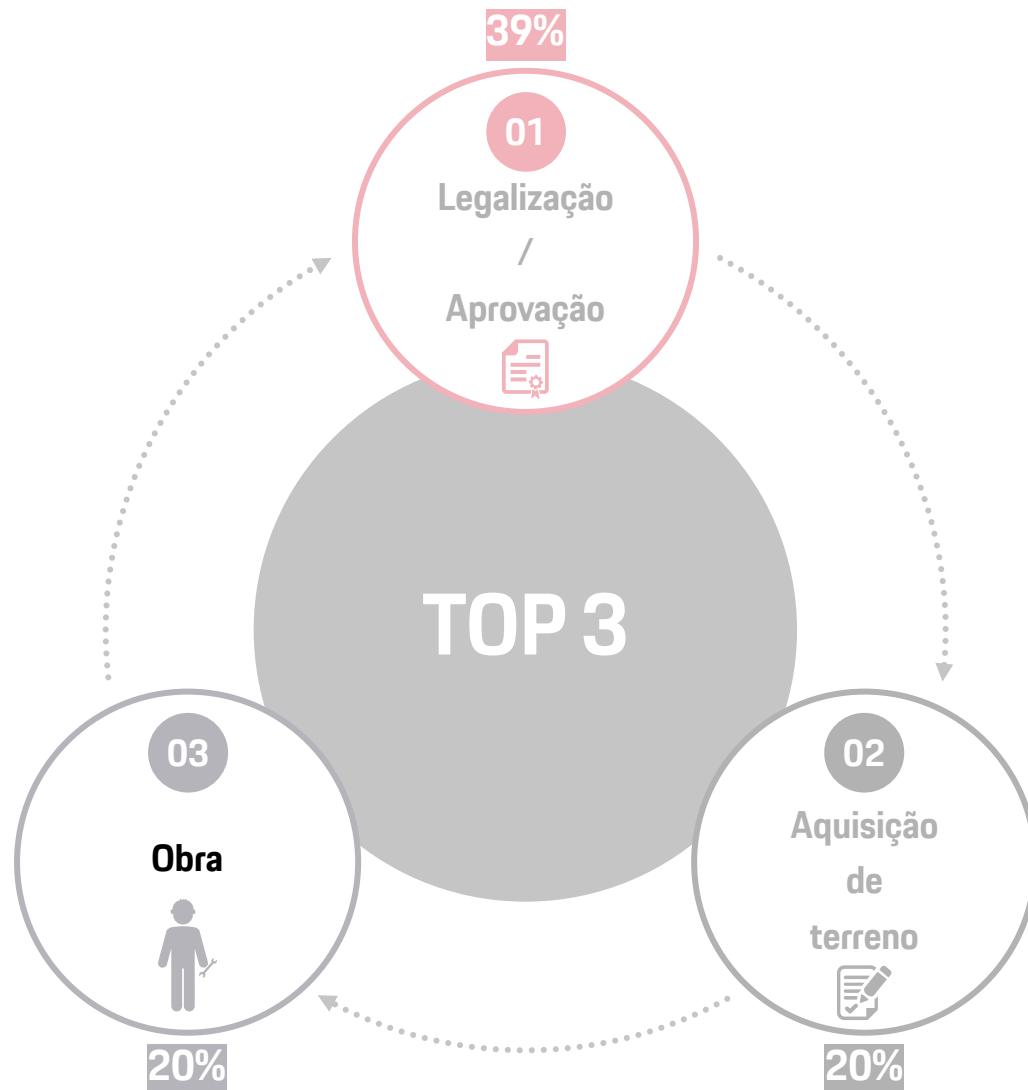 39%
01
Legalização
/
Aprovação
TOP 3
03
Obra
20%
02
Aquisição
de
terreno
20%